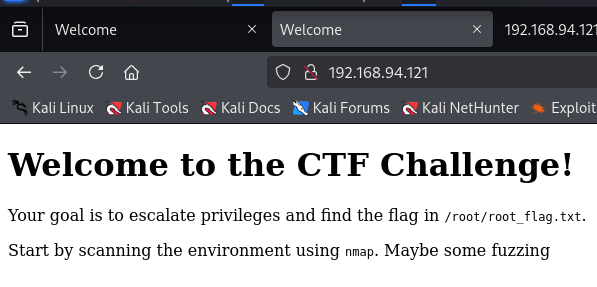 Welcome
Welcome
192.168.94.121
192.168.94.121
Kali Linux Kali Tools Kali Docs Kali Forums Kali NetHunter Exploit
Welcome to the CTF Challenge!
Your goal is to escalate privileges and find the flag in /root/root_flag.txt.
Start by scanning the environment using nmap. Maybe some fuzzing